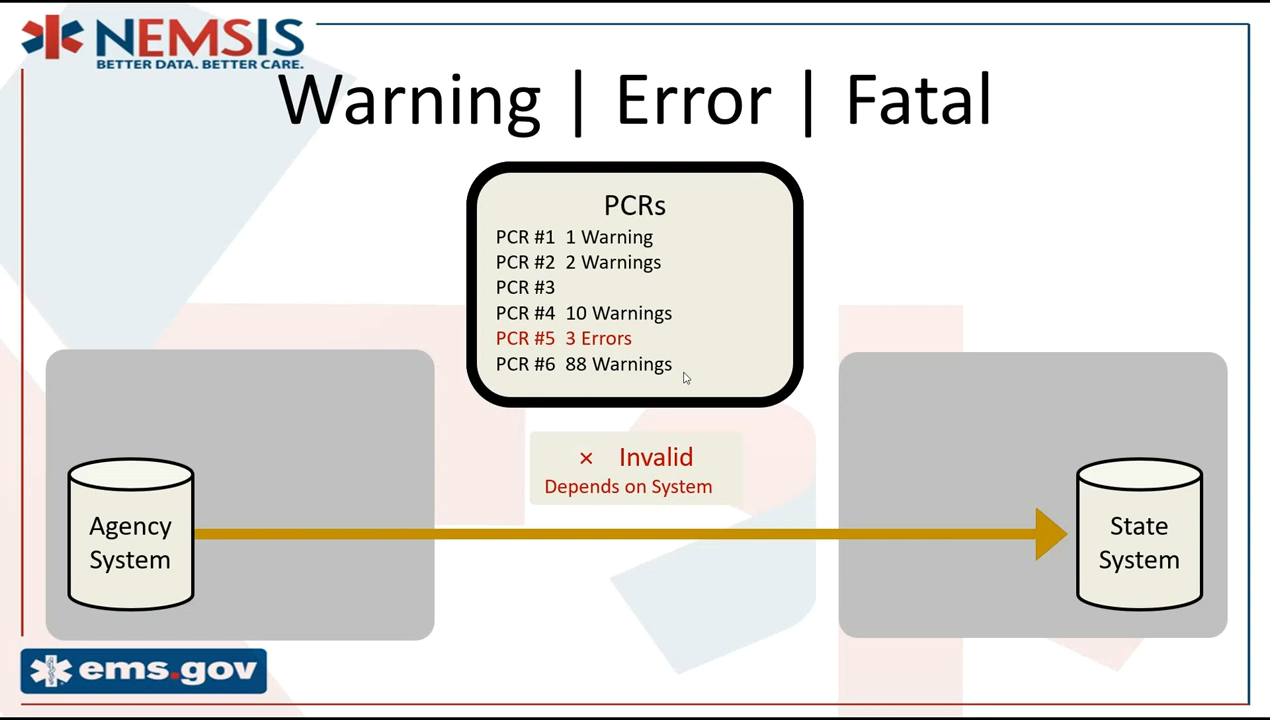 NEMSIS
BETTER DATA. BETTER CARE.
Warning | Error | Fatal
PCRs
PCR #1 1 Warning
PCR #2 2 Warnings
PCR #3
PCR #4 10 Warnings
PCR #5 3 Errors
PCR #6 88 Warnings
× Invalid
Depends on System
Agency
System
State
System
ems.gov